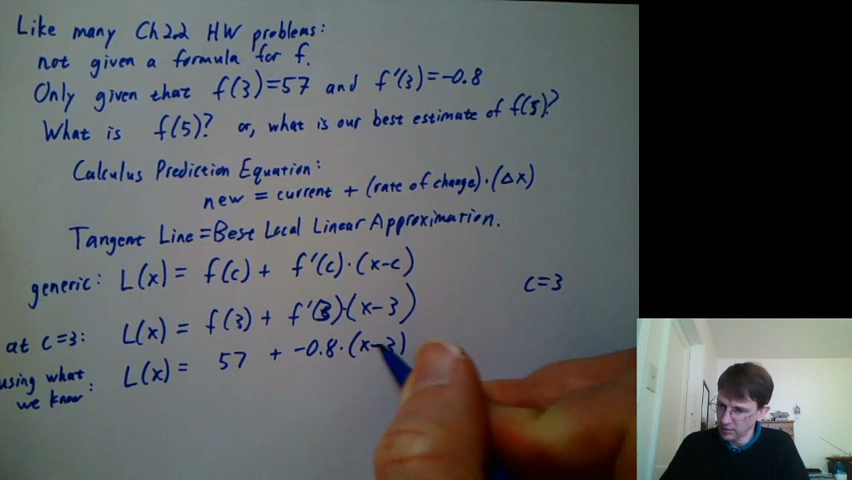 Like many Ch 2.2 HW problems:
not given a formula for f.
Only given that f(3)=57 and f'(3)=-0.8
What is f(5)? or, what is our best estimate of f(5)?
Calculus Prediction Equation:
new = current + (rate of change)·(Δx)
Tangent Line = Best Local Linear Approximation.
generic: L(x) = f(c) + f'(c)·(x-c)
c=3
at c=3: L(x) = f(3) + f'(3)·(x-3)
using what we know: L(x) = 57 + -0.8·(x-3)